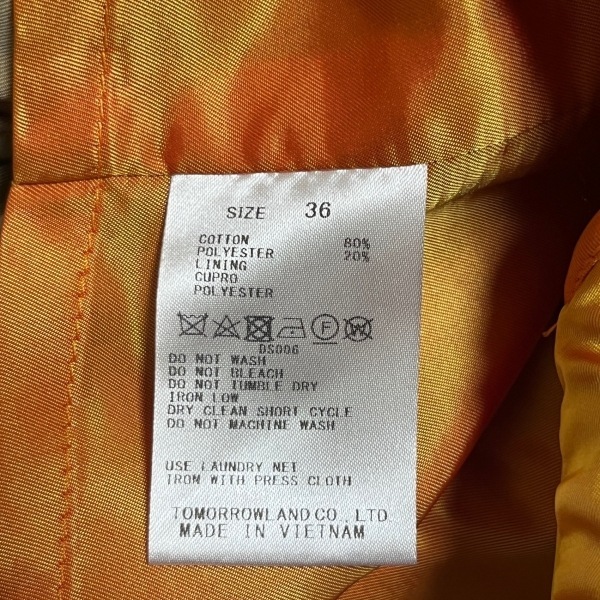 SIZE 36
COTTON 80%
POLYESTER 20%
LINING
CUPRO
POLYESTER
DS006
DO NOT WASH
DO NOT BLEACH
DO NOT TUMBLE DRY
IRON LOW
DRY CLEAN SHORT CYCLE
DO NOT MACHINE WASH
USE LAUNDRY NET
IRON WITH PRESS CLOTH
TOMORROWLAND CO., LTD.
MADE IN VIETNAM